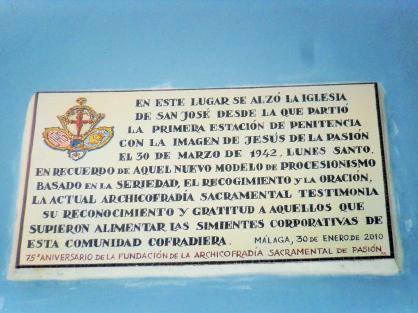 EN ESTE LUGAR SE ALZÓ LA IGLESIA
DE SAN JOSÉ DESDE LA QUE PARTIÓ
LA PRIMERA ESTACIÓN DE PENITENCIA
CON LA IMAGEN DE JESÚS DE LA PASIÓN
EL 30 DE MARZO DE 1942, LUNES SANTO.
EN RECUERDO DE AQUEL NUEVO MODELO DE PROCESIONISMO
BASADO EN LA SERIEDAD, EL RECOGIMIENTO Y LA ORACIÓN,
LA ACTUAL ARCHICOFRADÍA SACRAMENTAL TESTIMONIA
SU RECONOCIMIENTO Y GRATITUD A AQUELLOS QUE
SUPIERON ALIMENTAR LAS SIMIENTES CORPORATIVAS DE
ESTA COMUNIDAD COFRADIERA. MÁLAGA, 30 DE ENERO DE 2010
75º ANIVERSARIO DE LA FUNDACIÓN DE LA ARCHICOFRADÍA SACRAMENTAL DE PASIÓN.